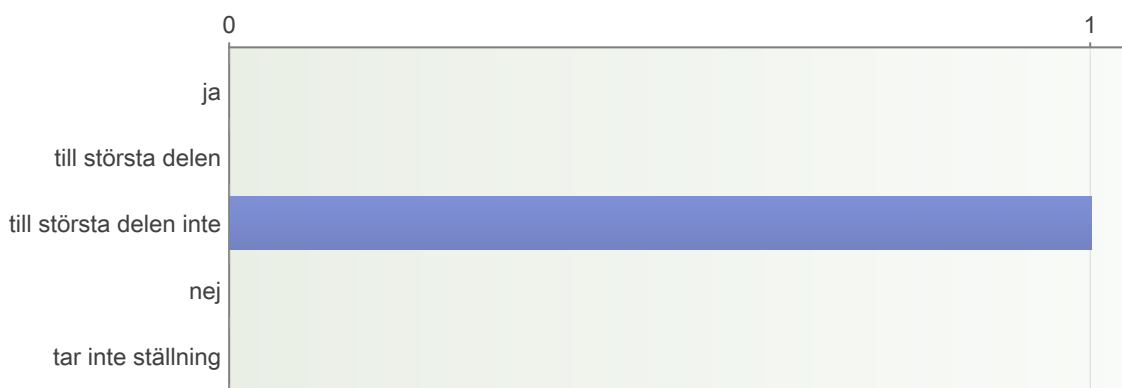 0 1
ja
till största delen
till största delen inte
nej
tar inte ställning